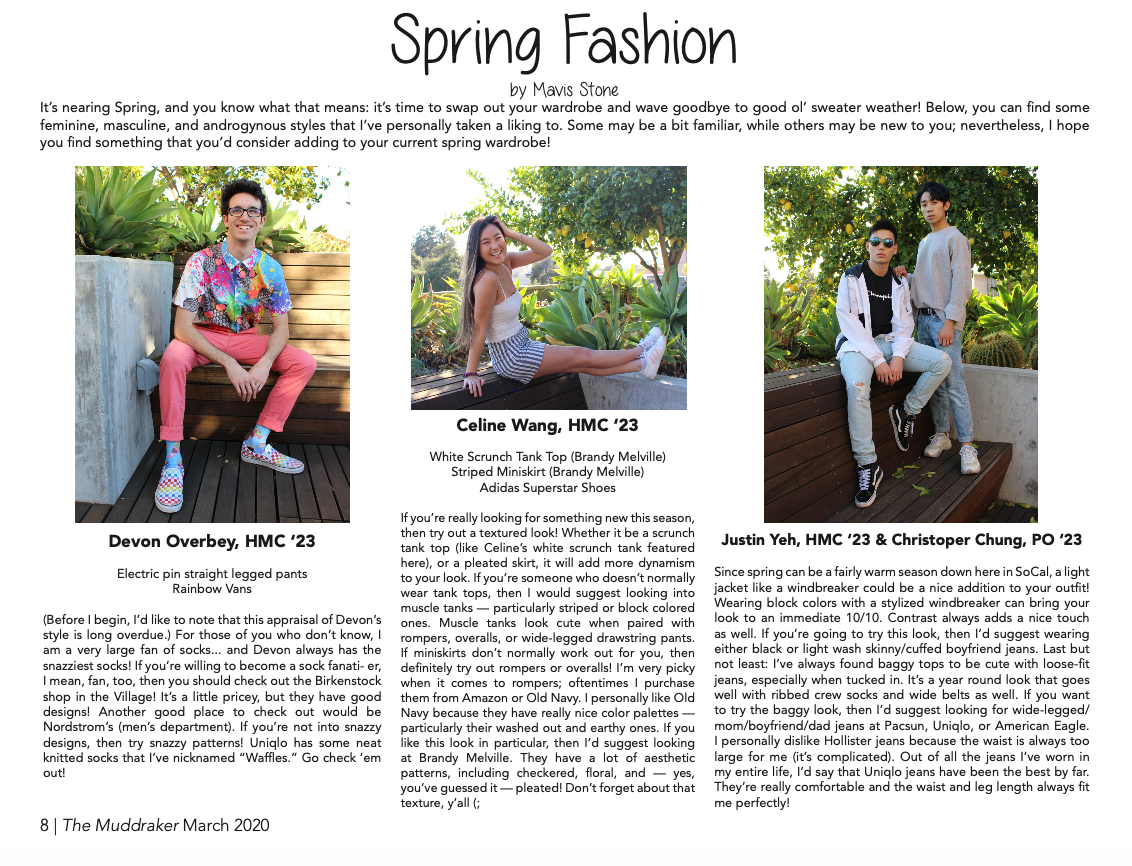 Spring Fashion
by Mavis Stone
It's nearing Spring, and you know what that means: it's time to swap out your wardrobe and wave goodbye to good ol' sweater weather! Below, you can find some
feminine, masculine, and androgynous styles that I've personally taken a liking to. Some may be a bit familiar, while others may be new to you; nevertheless, I hope
you find something that you'd consider adding to your current spring wardrobe!
Devon Overbey, HMC '23
Electric pin straight legged pants
Rainbow Vans
(Before I begin, I'd like to note that this appraisal of Devon's
style is long overdue.) For those of you who don't know, I
am a very large fan of socks... and Devon always has the
snazziest socks! If you're willing to become a sock fanati- er,
I mean, fan, too, then you should check out the Birkenstock
shop in the Village! It's a little pricey, but they have good
designs! Another good place to check out would be
Nordstrom's (men's department). If you're not into snazzy
designs, then try snazzy patterns! Uniqlo has some neat
knitted socks that I've nicknamed "Waffles." Go check 'em
out!
Celine Wang, HMC '23
White Scrunch Tank Top (Brandy Melville)
Striped Miniskirt (Brandy Melville)
Adidas Superstar Shoes
If you're really looking for something new this season,
then try out a textured look! Whether it be a scrunch
tank top (like Celine's white scrunch tank featured
here), or a pleated skirt, it will add more dynamism
to your look. If you're someone who doesn't normally
wear tank tops, then I would suggest looking into
muscle tanks — particularly striped or block colored
ones. Muscle tanks look cute when paired with
rompers, overalls, or wide-legged drawstring pants.
If miniskirts don't normally work out for you, then
definitely try out rompers or overalls! I'm very picky
when it comes to rompers; oftentimes I purchase
them from Amazon or Old Navy. I personally like Old
Navy because they have really nice color palettes —
particularly their washed out and earthy ones. If you
like this look in particular, then I'd suggest looking
at Brandy Melville. They have a lot of aesthetic
patterns, including checkered, floral, and — yes,
you've guessed it — pleated! Don't forget about that
texture, y'all (;
Champion
Justin Yeh, HMC '23 & Christoper Chung, PO '23
Since spring can be a fairly warm season down here in SoCal, a light
jacket like a windbreaker could be a nice addition to your outfit!
Wearing block colors with a stylized windbreaker can bring your
look to an immediate 10/10. Contrast always adds a nice touch
as well. If you're going to try this look, then I'd suggest wearing
either black or light wash skinny/cuffed boyfriend jeans. Last but
not least: I've always found baggy tops to be cute with loose-fit
jeans, especially when tucked in. It's a year round look that goes
well with ribbed crew socks and wide belts as well. If you want
to try the baggy look, then I'd suggest looking for wide-legged/
mom/boyfriend/dad jeans at Pacsun, Uniqlo, or American Eagle.
I personally dislike Hollister jeans because the waist is always too
large for me (it's complicated). Out of all the jeans I've worn in
my entire life, I'd say that Uniqlo jeans have been the best by far.
They're really comfortable and the waist and leg length always fit
me perfectly!
8 | The Muddraker March 2020